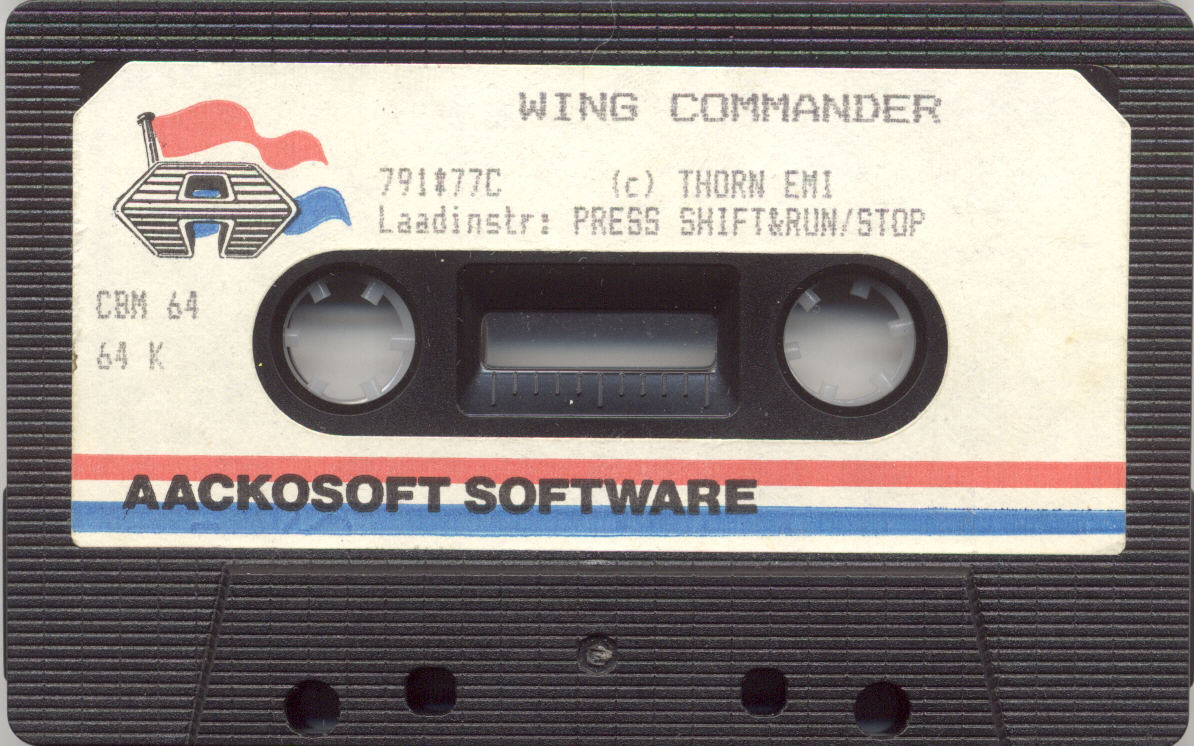 WING COMMANDER
791$77C (c) THORN EMI
Laadinstr: PRESS SHIFT&RUN/STOP
CBM 64
64 K
AACKOSOFT SOFTWARE